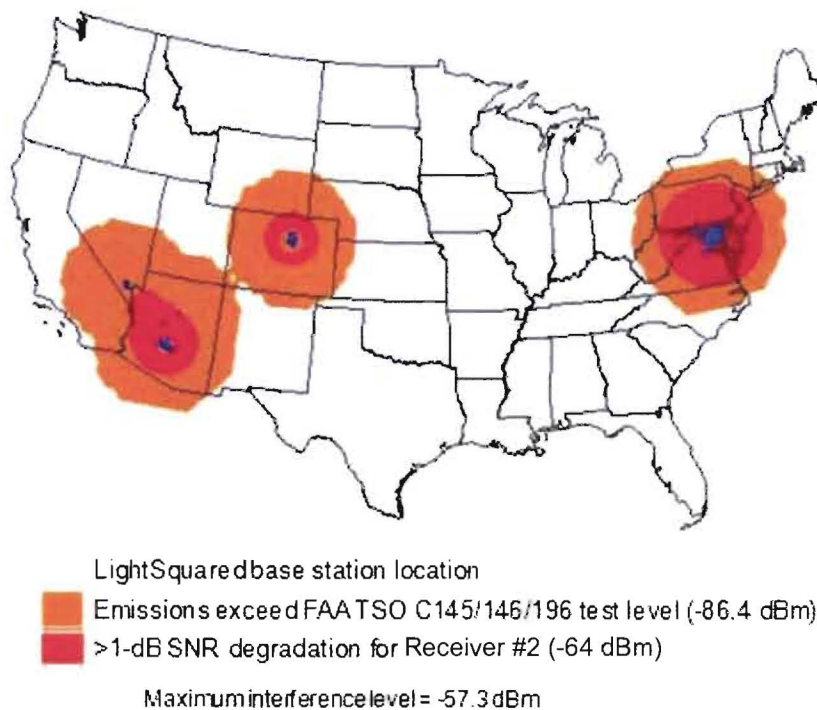 LightSquared base station location
Emissions exceed FAA TSO C145/146/196 test level (-86.4 dBm)
>1-dB SNR degradation for Receiver #2 (-64 dBm)
Maximum interference level = -57.3 dBm